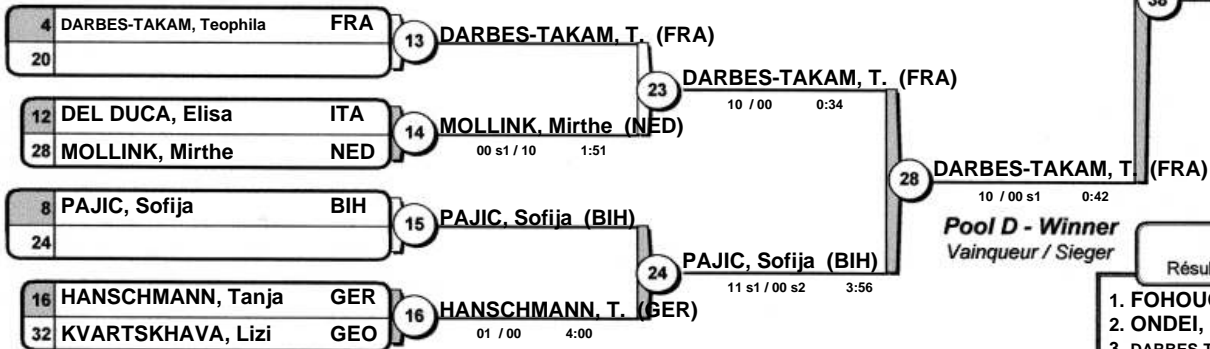 38
4 DARBES-TAKAM, Teophila FRA
20
13 DARBES-TAKAM, T. (FRA)
23 DARBES-TAKAM, T. (FRA)
10 / 00 0:34
12 DEL DUCA, Elisa ITA
28 MOLLINK, Mirthe NED
14 MOLLINK, Mirthe (NED)
00 s1 / 10 1:51
28 DARBES-TAKAM, T. (FRA)
10 / 00 s1 0:42
8 PAJIC, Sofija BIH
24
15 PAJIC, Sofija (BIH)
24 PAJIC, Sofija (BIH)
11 s1 / 00 s2 3:56
16 HANSCHMANN, Tanja GER
32 KVARTSKHAVA, Lizi GEO
16 HANSCHMANN, T. (GER)
01 / 00 4:00
Pool D - Winner
Vainqueur / Sieger
Résul
1. FOHOUO
2. ONDEI,